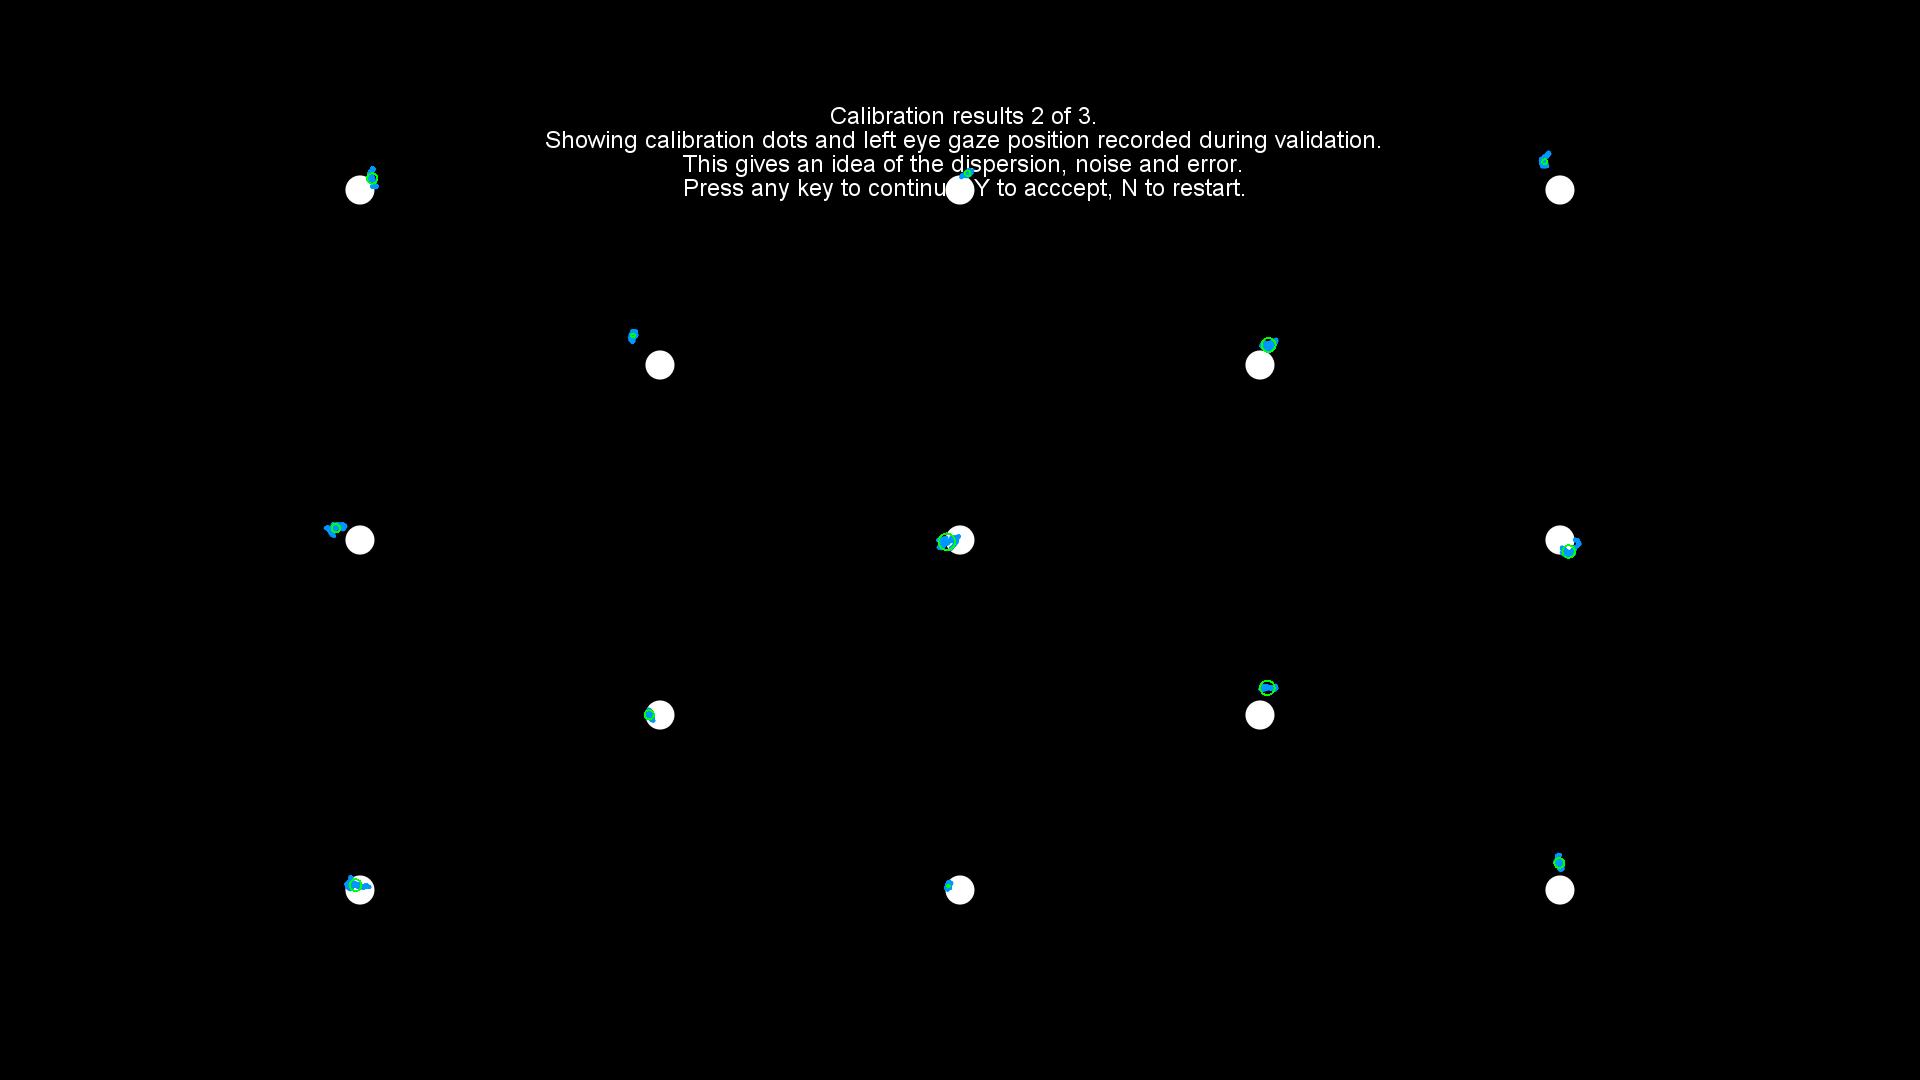 Calibration results 2 of 3.
Showing calibration dots and left eye gaze position recorded during validation.
This gives an idea of the dispersion, noise and error.
Press any key to continu Y to acccept, N to restart.